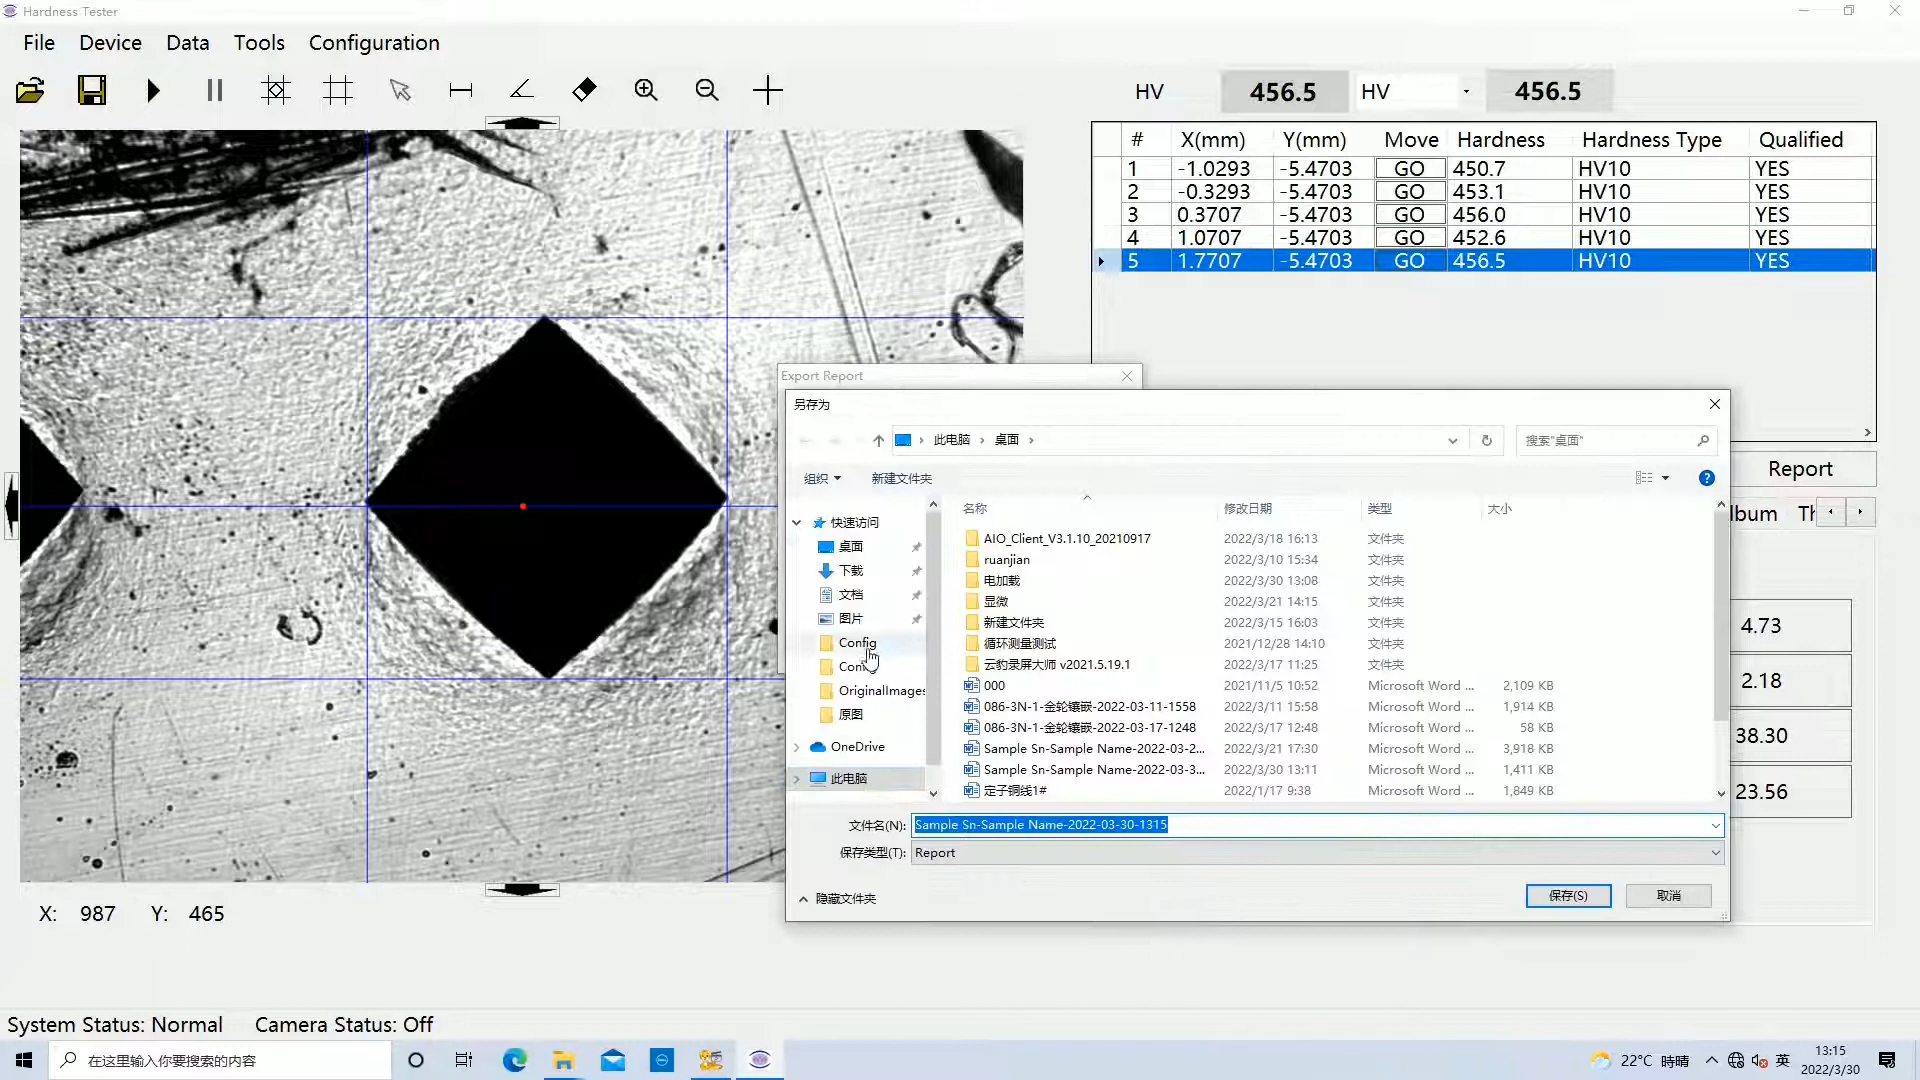 Hardness Tester
File Device Data Tools Configuration
HV 456.5 HV 456.5
# X(mm) Y(mm) Move Hardness Hardness Type Qualified
1 -1.0293 -5.4703 GO 450.7 HV10 YES
2 -0.3293 -5.4703 GO 453.1 HV10 YES
3 0.3707 -5.4703 GO 456.0 HV10 YES
4 1.0707 -5.4703 GO 452.6 HV10 YES
5 1.7707 -5.4703 GO 456.5 HV10 YES
Export Report
另存为
此电脑 桌面
搜索"桌面"
组织 新建文件夹
Report
lbum
4.73
2.18
38.30
23.56
快速访问
桌面
下载
文档
图片
Config
OriginalImages
原图
OneDrive
此电脑
名称 修改日期 类型 大小
AIO_Client_V3.1.10_20210917 2022/3/18 16:13 文件夹
ruanjian 2022/3/10 15:34 文件夹
电加载 2022/3/30 13:08 文件夹
显微 2022/3/21 14:15 文件夹
新建文件夹 2022/3/15 16:03 文件夹
循环测量测试 2021/12/28 14:10 文件夹
云豹录屏大师 v2021.5.19.1 2022/3/17 11:25 文件夹
000 2021/11/5 10:52 Microsoft Word ... 2,109 KB
086-3N-1-金轮镶嵌-2022-03-11-1558 2022/3/11 15:58 Microsoft Word ... 1,914 KB
086-3N-1-金轮镶嵌-2022-03-17-1248 2022/3/17 12:48 Microsoft Word ... 58 KB
Sample Sn-Sample Name-2022-03-2... 2022/3/21 17:30 Microsoft Word ... 3,918 KB
Sample Sn-Sample Name-2022-03-3... 2022/3/30 13:11 Microsoft Word ... 1,411 KB
定子铜线1# 2022/1/17 9:38 Microsoft Word ... 1,849 KB
文件名(N): Sample Sn-Sample Name-2022-03-30-1315
保存类型(T): Report
隐藏文件夹 保存(S) 取消
X: 987 Y: 465
System Status: Normal Camera Status: Off
在这里输入你要搜索的内容
22°C 時晴 英 13:15
2022/3/30